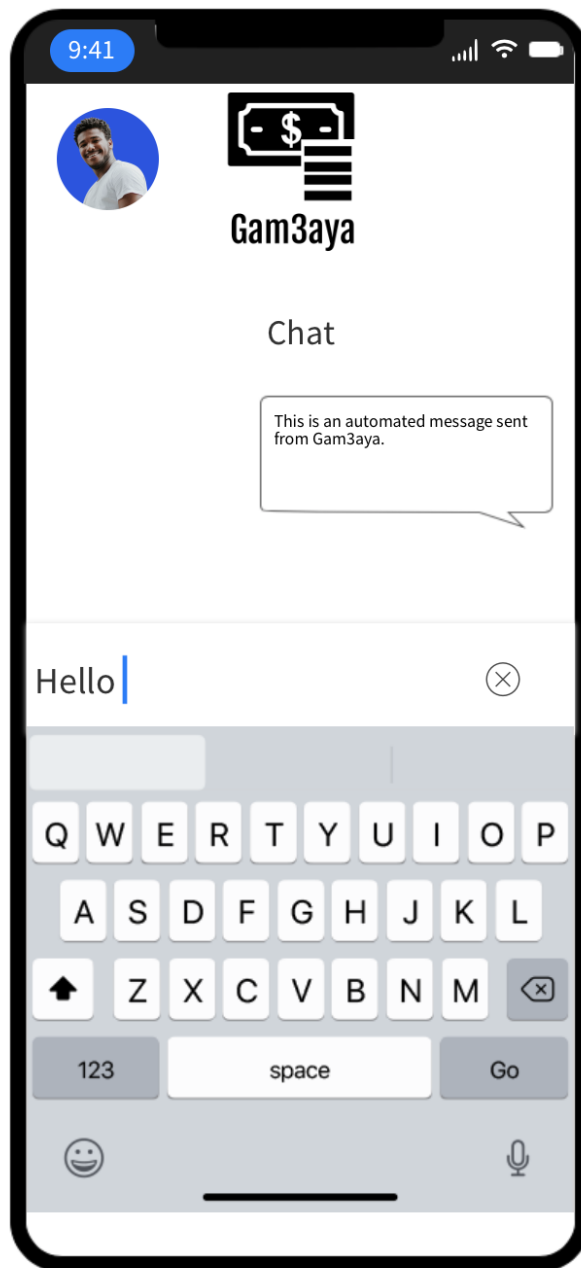 9:41
$
Gam3aya
Chat
This is an automated message sent
from Gam3aya.
Hello
Q W E R T Y U I O P
A S D F G H J K L
Z X C V B N M
123 space Go